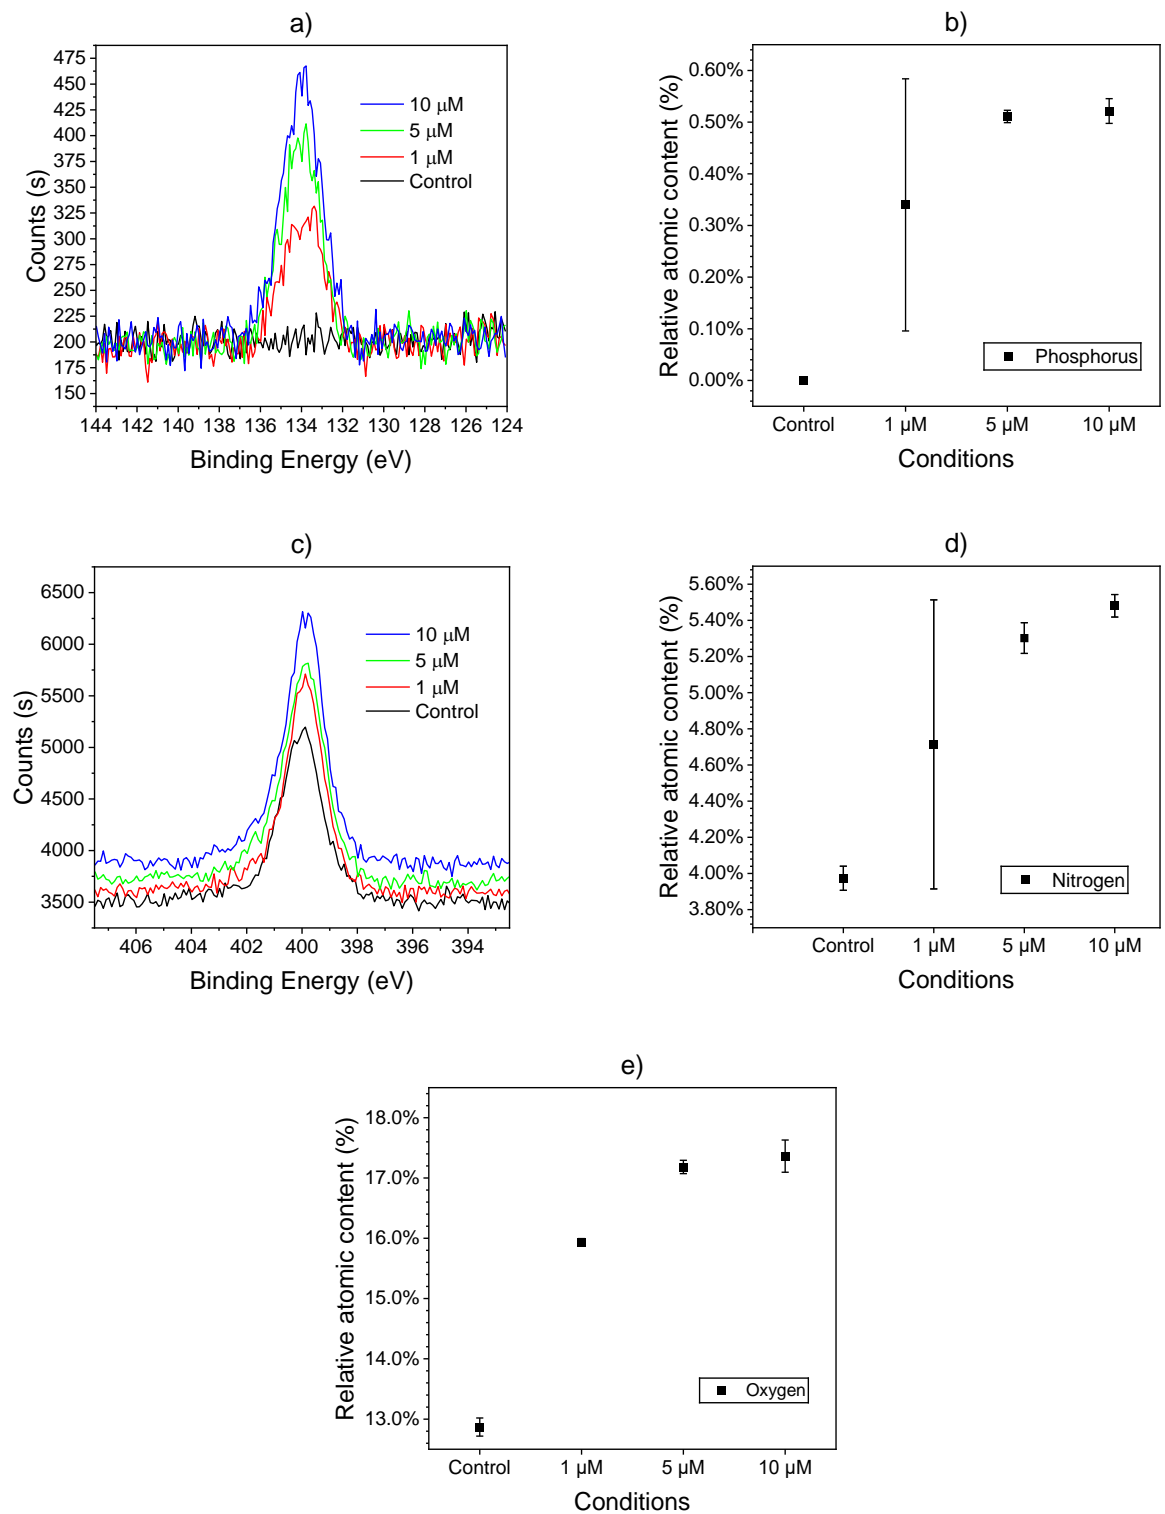 a)
Counts (s)
475
450
425
400
375
350
325
300
275
250
225
200
175
150
10 μM
5 μM
1 μM
Control
144 142 140 138 136 134 132 130 128 126 124
Binding Energy (eV)
b)
Relative atomic content (%)
0.60%
0.50%
0.40%
0.30%
0.20%
0.10%
0.00%
Phosphorus
Control 1 μM 5 μM 10 μM
Conditions
c)
Counts (s)
6500
6000
5500
5000
4500
4000
3500
10 μM
5 μM
1 μM
Control
406 404 402 400 398 396 394
Binding Energy (eV)
d)
Relative atomic content (%)
5.60%
5.40%
5.20%
5.00%
4.80%
4.60%
4.40%
4.20%
4.00%
3.80%
Nitrogen
Control 1 μM 5 μM 10 μM
Conditions
e)
Relative atomic content (%)
18.0%
17.0%
16.0%
15.0%
14.0%
13.0%
Oxygen
Control 1 μM 5 μM 10 μM
Conditions